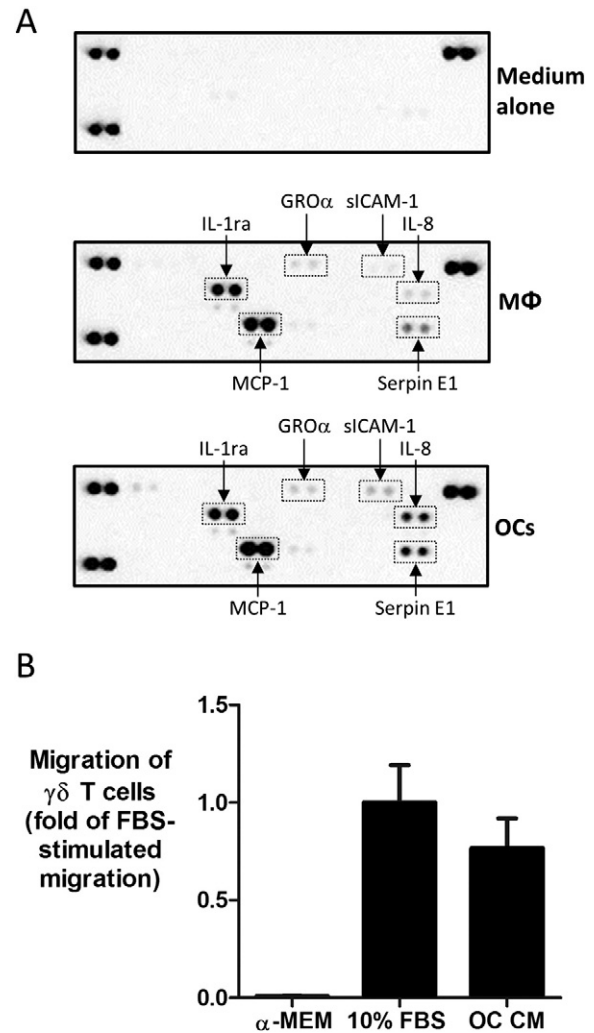 A
Medium
alone
GROα sICAM-1
IL-1ra IL-8
MΦ
MCP-1 Serpin E1
GROα sICAM-1
IL-1ra IL-8
OCs
MCP-1 Serpin E1
B
Migration of
γδ T cells
(fold of FBS-
stimulated
migration)
1.5
1.0
0.5
0.0
α-MEM 10% FBS OC CM